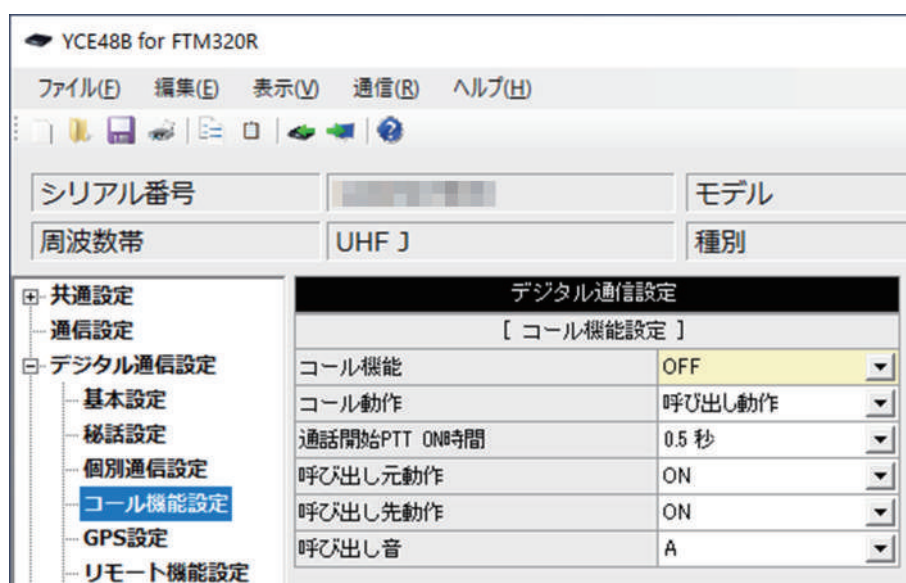 YCE48B for FTM320R
ファイル(F) 編集(E) 表示(V) 通信(R) ヘルプ(H)
シリアル番号 モデル
周波数帯 UHF J 種別
共通設定
通信設定
デジタル通信設定
基本設定
秘話設定
個別通信設定
コール機能設定
GPS設定
リモート機能設定
デジタル通信設定
[ コール機能設定 ]
コール機能 OFF
コール動作 呼び出し動作
通話開始PTT ON時間 0.5 秒
呼び出し元動作 ON
呼び出し先動作 ON
呼び出し音 A